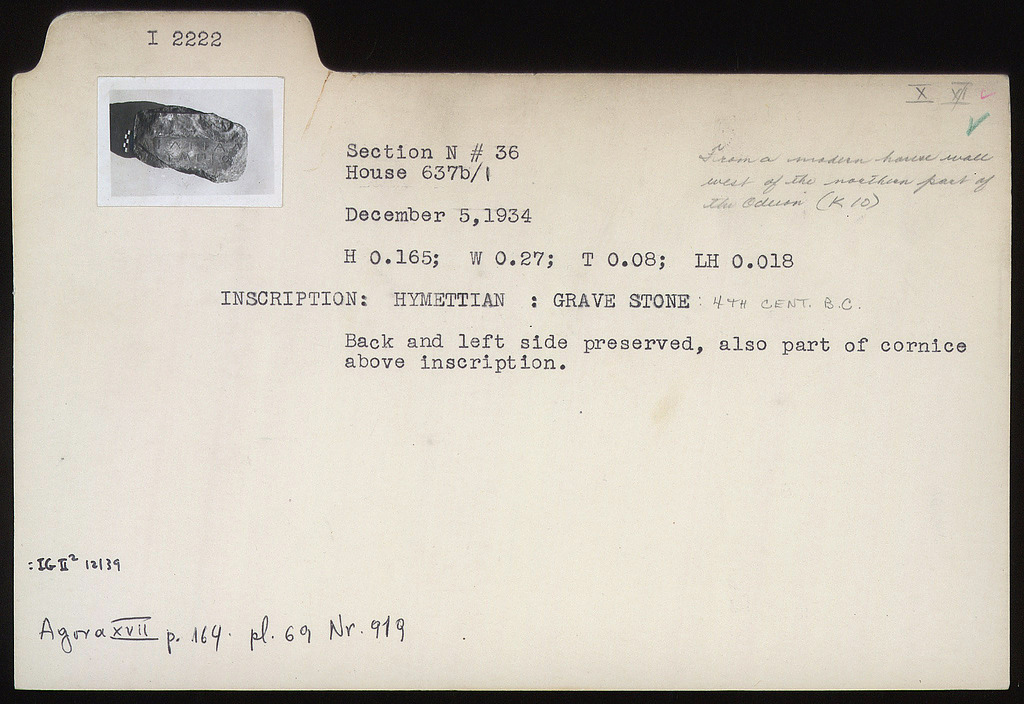 I 2222
X XII
Section N # 36
House 637b/1
From a modern house wall
west of the northern part of
the Odeion (K 10)
December 5,1934
H 0.165; W 0.27; T 0.08; LH 0.018
INSCRIPTION: HYMETTIAN : GRAVE STONE : 4TH CENT. B.C.
Back and left side preserved, also part of cornice
above inscription.
: IG II² 12139
Agora XVII p. 164. pl. 69 Nr. 919